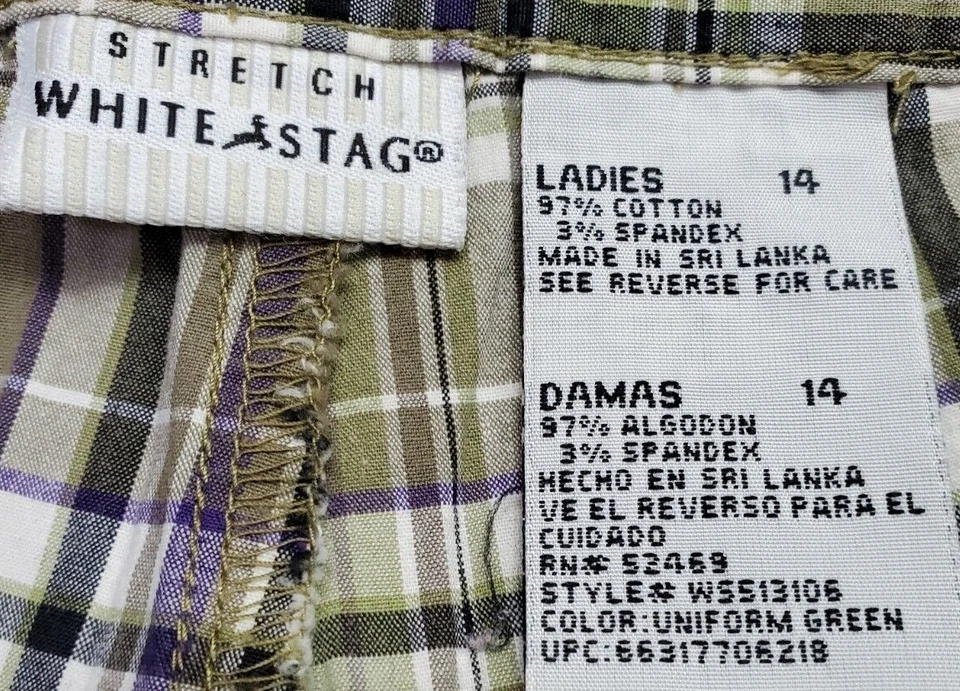 STRETCH
WHITE STAG®
LADIES 14
97% COTTON
3% SPANDEX
MADE IN SRI LANKA
SEE REVERSE FOR CARE
DAMAS 14
97% ALGODON
3% SPANDEX
HECHO EN SRI LANKA
VE EL REVERSO PARA EL
CUIDADO
RN# 52469
STYLE# WSS13106
COLOR:UNIFORM GREEN
UPC:66317706218